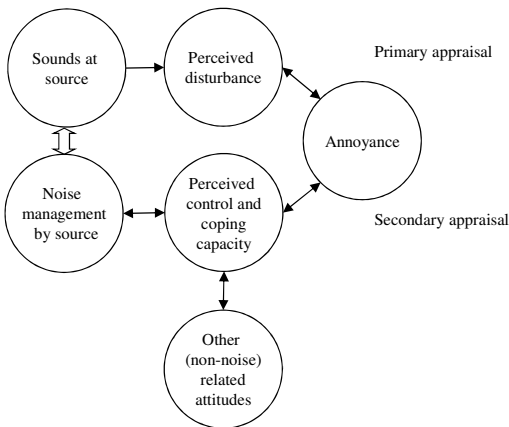 Sounds at
source
Perceived
disturbance
Primary appraisal
Annoyance
Noise
management
by source
Perceived
control and
coping
capacity
Secondary appraisal
Other
(non-noise)
related
attitudes